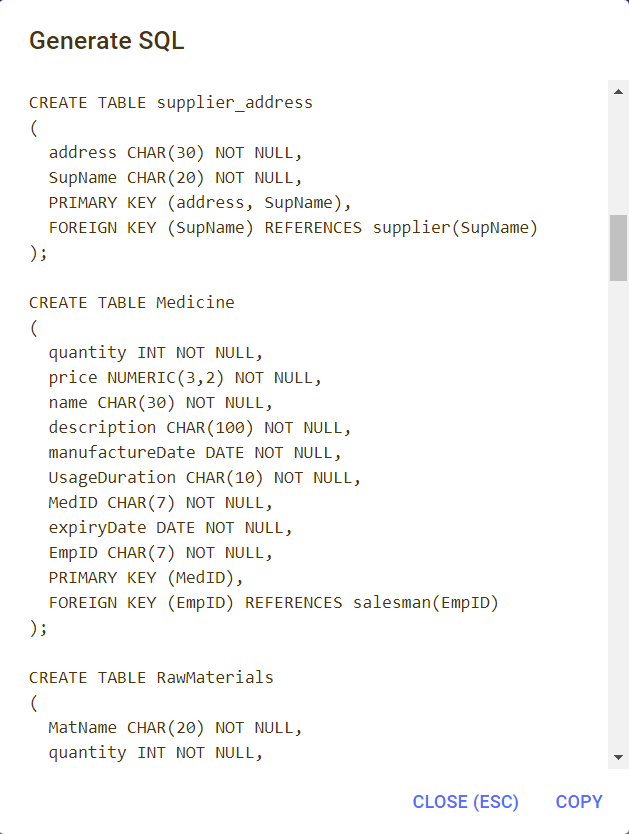 Generate SQL
CREATE TABLE supplier_address
(
  address CHAR(30) NOT NULL,
  SupName CHAR(20) NOT NULL,
  PRIMARY KEY (address, SupName),
  FOREIGN KEY (SupName) REFERENCES supplier(SupName)
);

CREATE TABLE Medicine
(
  quantity INT NOT NULL,
  price NUMERIC(3,2) NOT NULL,
  name CHAR(30) NOT NULL,
  description CHAR(100) NOT NULL,
  manufactureDate DATE NOT NULL,
  UsageDuration CHAR(10) NOT NULL,
  MedID CHAR(7) NOT NULL,
  expiryDate DATE NOT NULL,
  EmpID CHAR(7) NOT NULL,
  PRIMARY KEY (MedID),
  FOREIGN KEY (EmpID) REFERENCES salesman(EmpID)
);

CREATE TABLE RawMaterials
(
  MatName CHAR(20) NOT NULL,
  quantity INT NOT NULL,
CLOSE (ESC) COPY